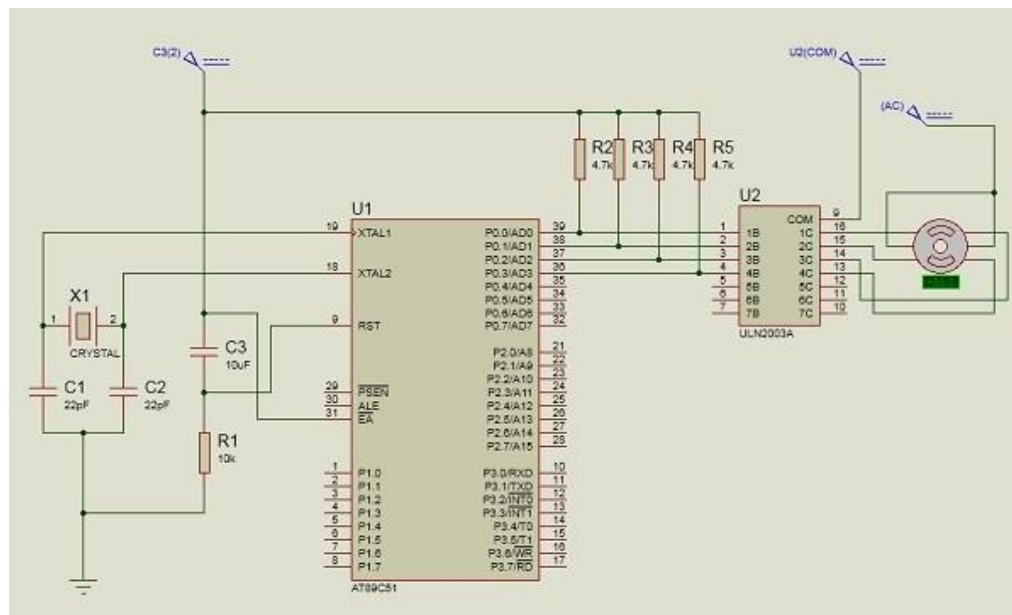 C3(2)
U2(COM)
(AC)
R2
4.7k
R3
4.7k
R4
4.7k
R5
4.7k
U1
U2
19
XTAL1
18
XTAL2
9
RST
29
PSEN
30
ALE
31
EA
1
P1.0
2
P1.1
3
P1.2
4
P1.3
5
P1.4
6
P1.5
7
P1.6
8
P1.7
P0.0/AD0
39
P0.1/AD1
38
P0.2/AD2
37
P0.3/AD3
36
P0.4/AD4
35
P0.5/AD5
34
P0.6/AD6
33
P0.7/AD7
32
P2.0/A8
21
P2.1/A9
22
P2.2/A10
23
P2.3/A11
24
P2.4/A12
25
P2.5/A13
26
P2.6/A14
27
P2.7/A15
28
P3.0/RXD
10
P3.1/TXD
11
P3.2/INT0
12
P3.3/INT1
13
P3.4/T0
14
P3.5/T1
15
P3.6/WR
16
P3.7/RD
17
AT89C51
X1
1
2
CRYSTAL
C1
22pF
C2
22pF
C3
10uF
R1
10k
COM
9
1
1B
1C
16
2
2B
2C
15
3
3B
3C
14
4
4B
4C
13
5
5B
5C
12
6
6B
6C
11
7
7B
7C
10
ULN2003A